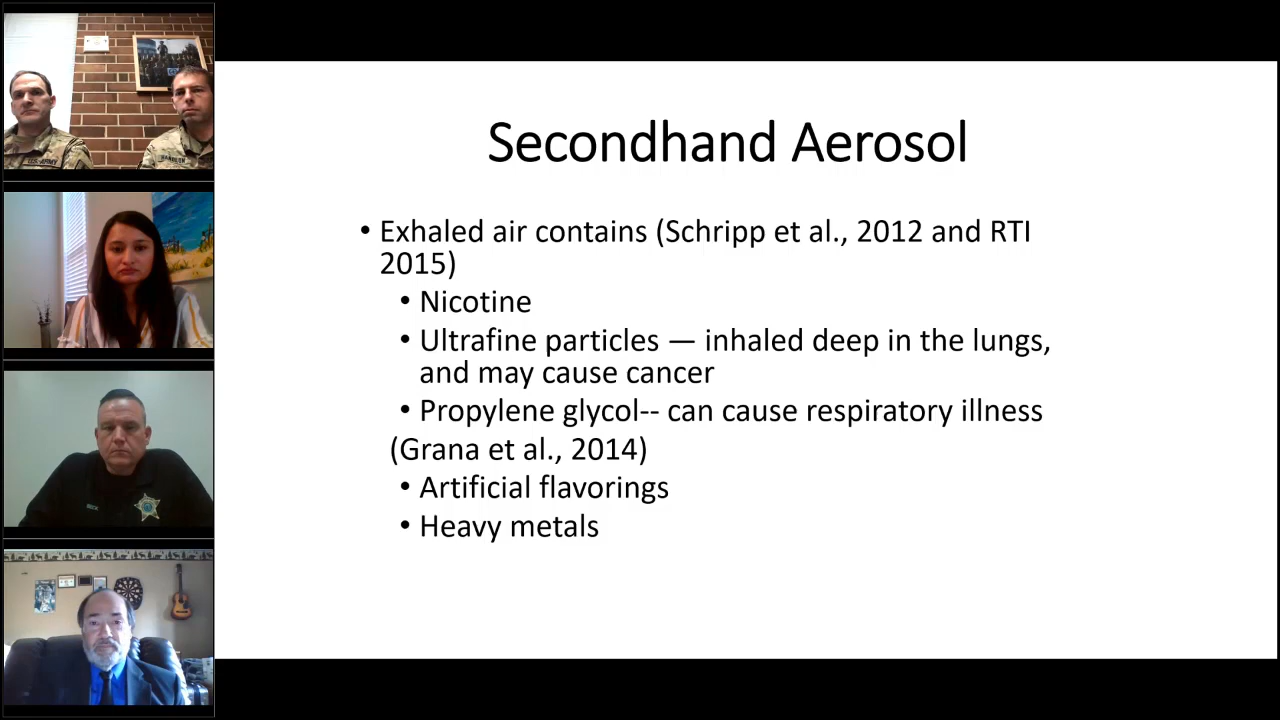 Secondhand Aerosol
• Exhaled air contains (Schripp et al., 2012 and RTI
2015)
• Nicotine
• Ultrafine particles — inhaled deep in the lungs,
and may cause cancer
• Propylene glycol-- can cause respiratory illness
(Grana et al., 2014)
• Artificial flavorings
• Heavy metals
U.S. ARMY